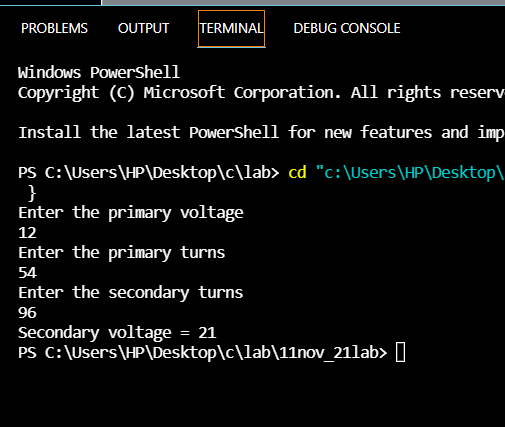 PROBLEMS OUTPUT TERMINAL DEBUG CONSOLE
Windows PowerShell
Copyright (C) Microsoft Corporation. All rights reserv
Install the latest PowerShell for new features and imp
PS C:\Users\HP\Desktop\c\lab> cd "c:\Users\HP\Desktop\
}
Enter the primary voltage
12
Enter the primary turns
54
Enter the secondary turns
96
Secondary voltage = 21
PS C:\Users\HP\Desktop\c\lab\11nov_21lab>